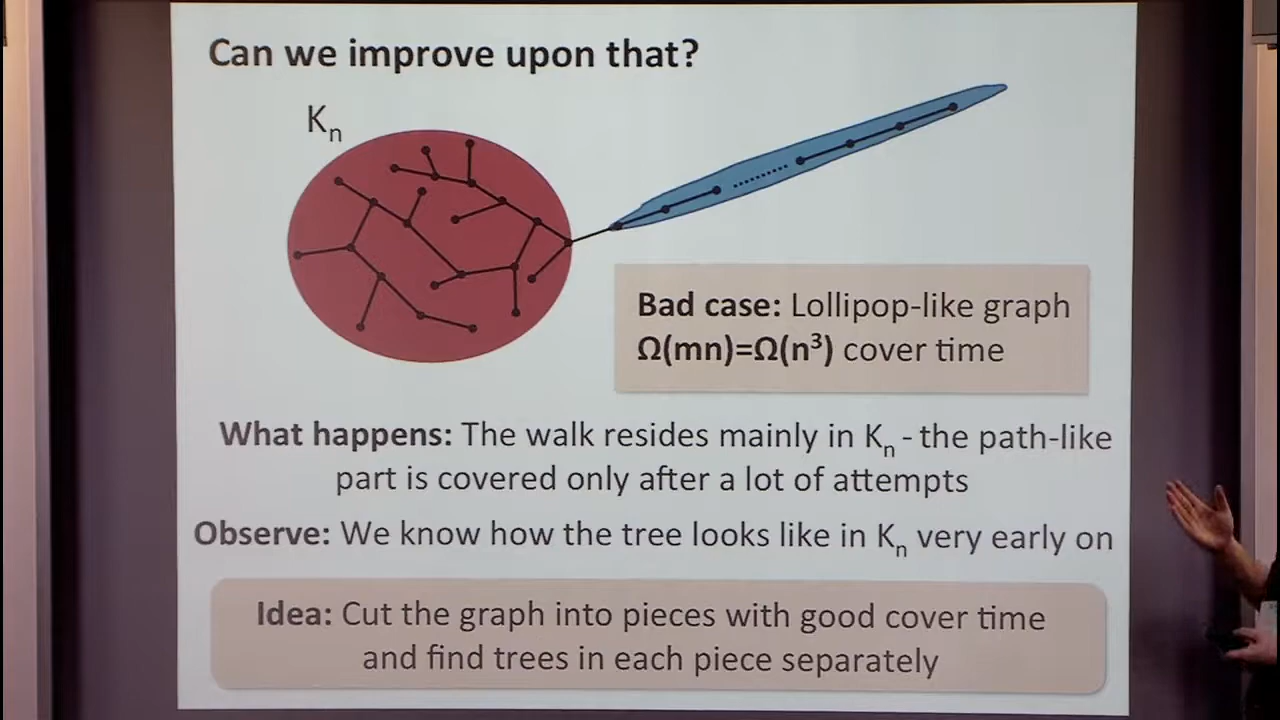 Can we improve upon that?
Kn
Bad case: Lollipop-like graph
Ω(mn)=Ω(n³) cover time
What happens: The walk resides mainly in Kn - the path-like
part is covered only after a lot of attempts
Observe: We know how the tree looks like in Kn very early on
Idea: Cut the graph into pieces with good cover time
and find trees in each piece separately